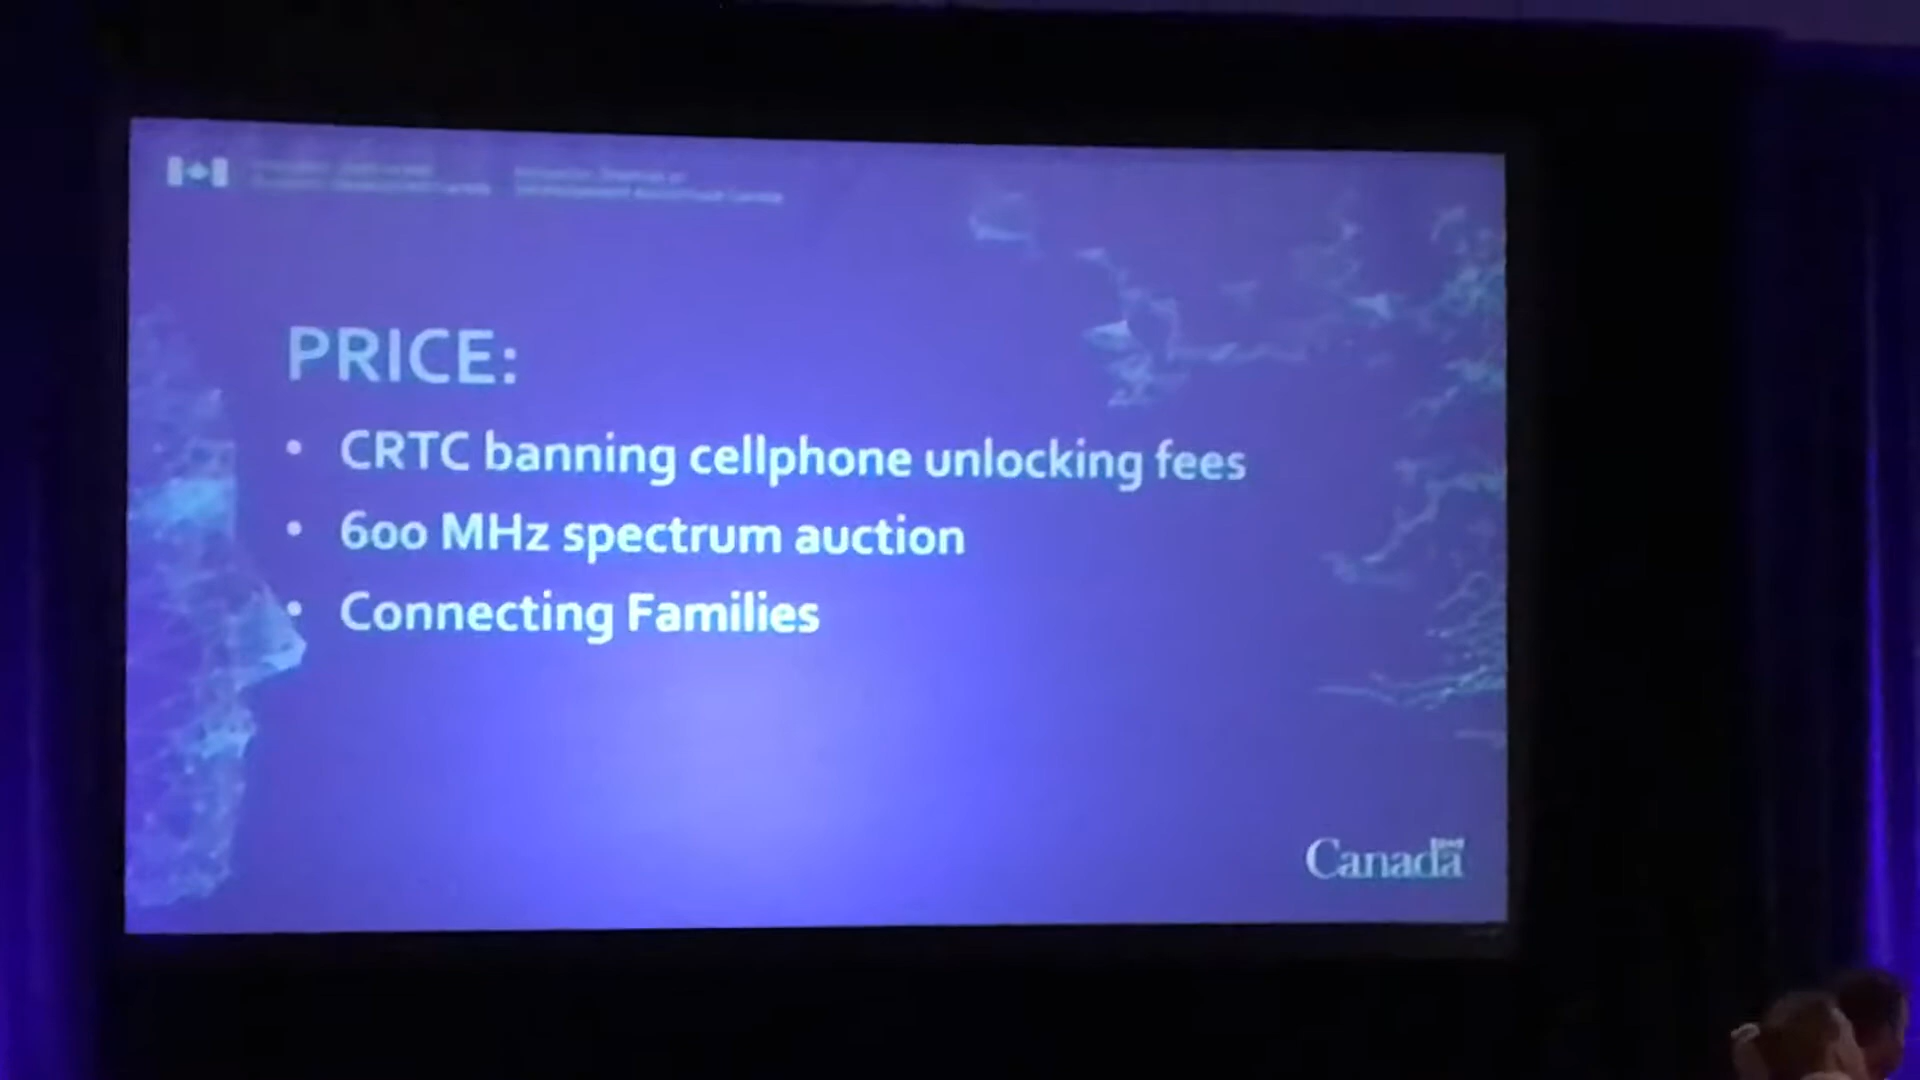 PRICE:
• CRTC banning cellphone unlocking fees
• 600 MHz spectrum auction
• Connecting Families
Canada